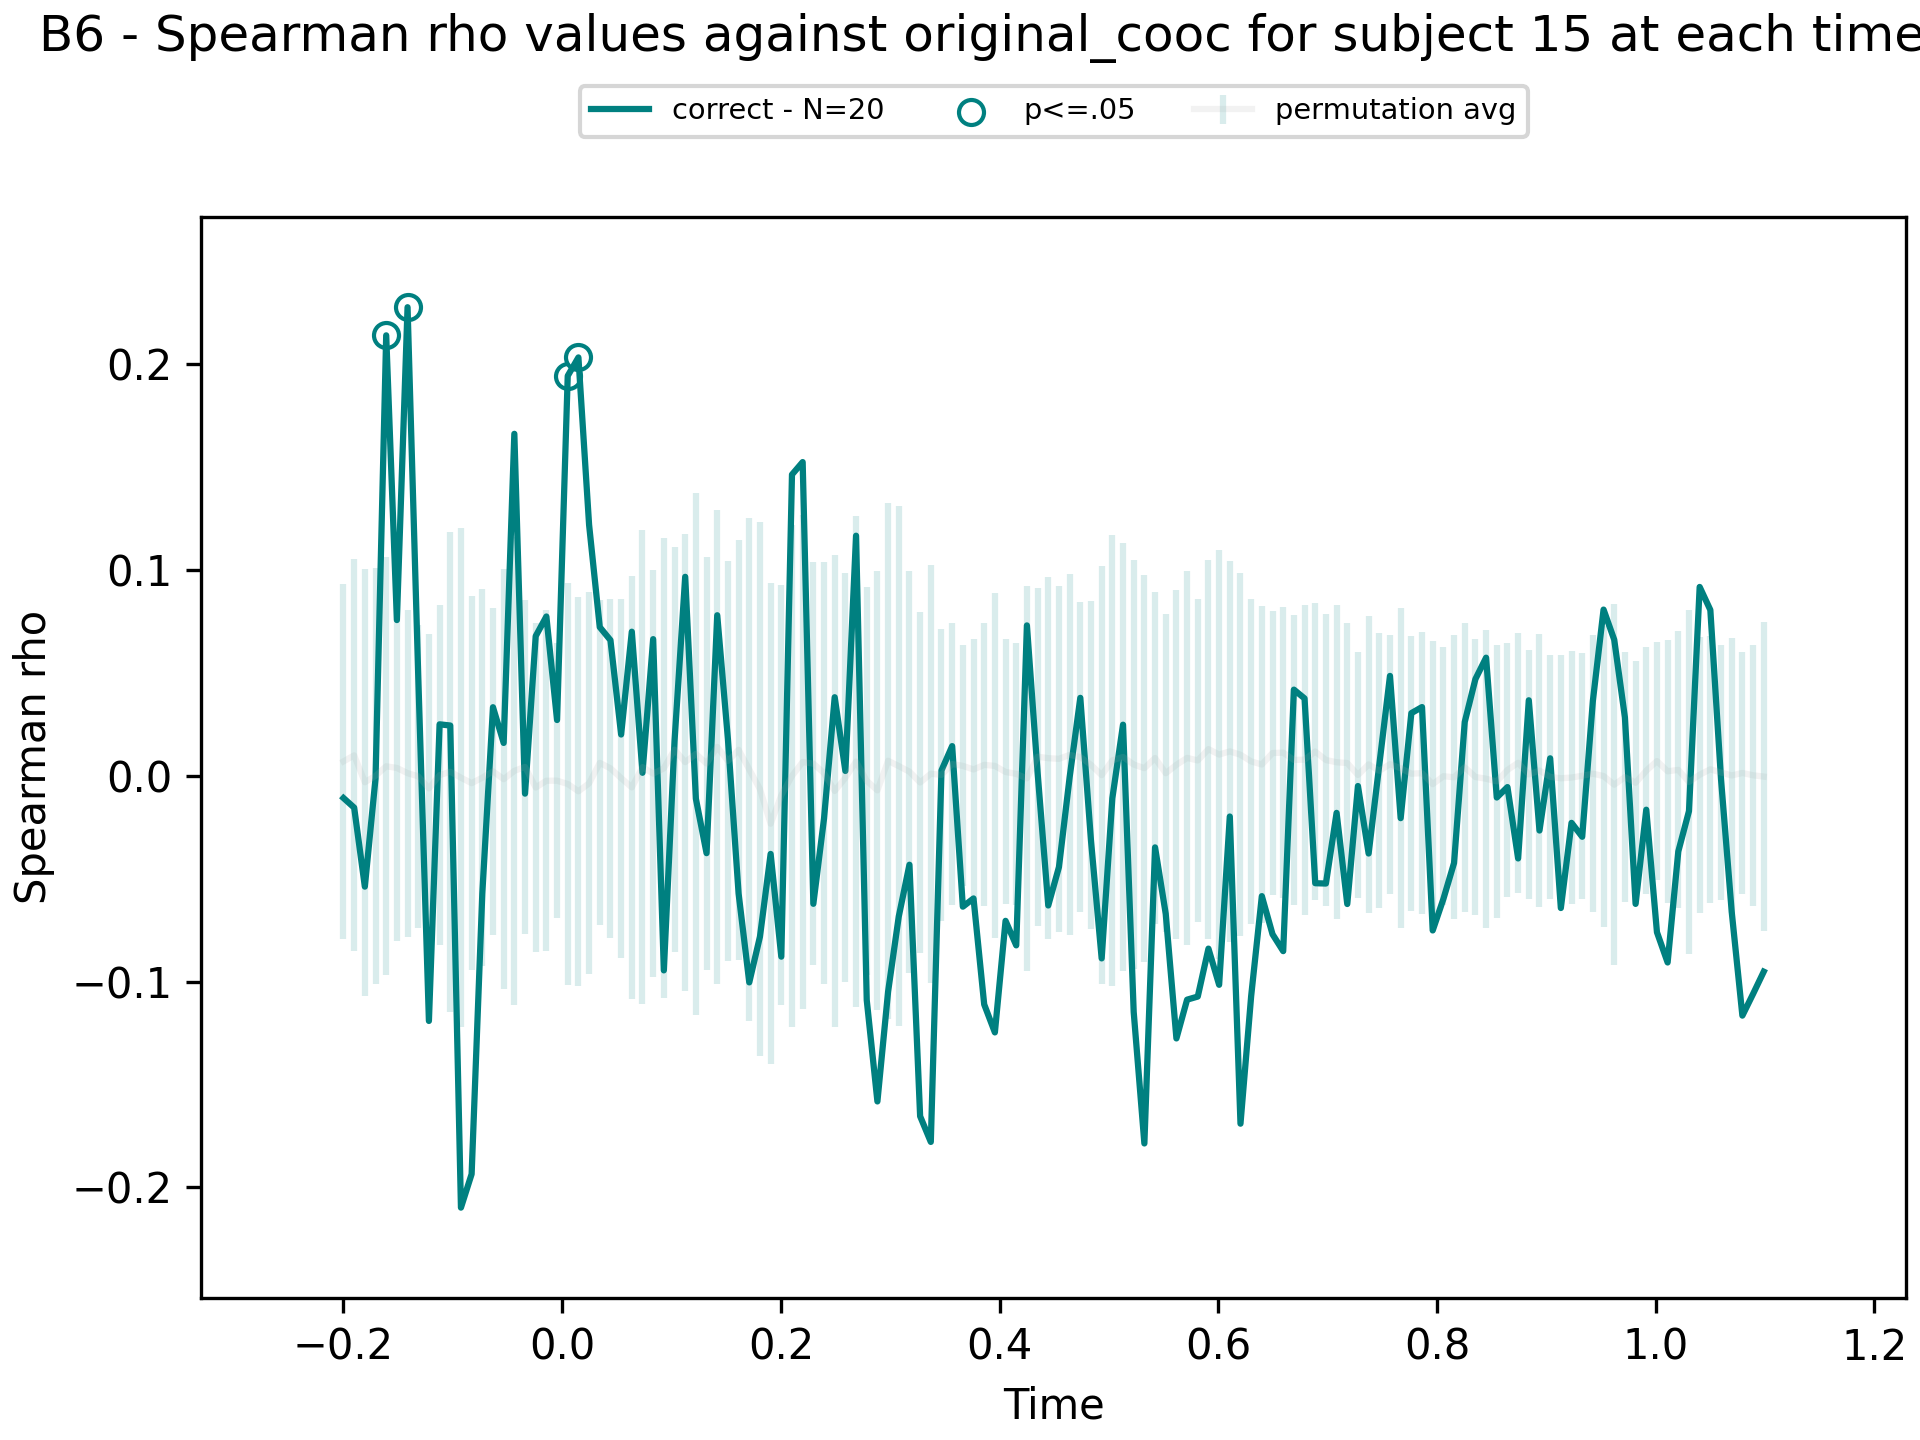 B6 - Spearman rho values against original_cooc for subject 15 at each time
correct - N=20 p<=.05 permutation avg
Spearman rho
0.2
0.1
0.0
−0.1
−0.2
−0.2 0.0 0.2 0.4 0.6 0.8 1.0 1.2
Time